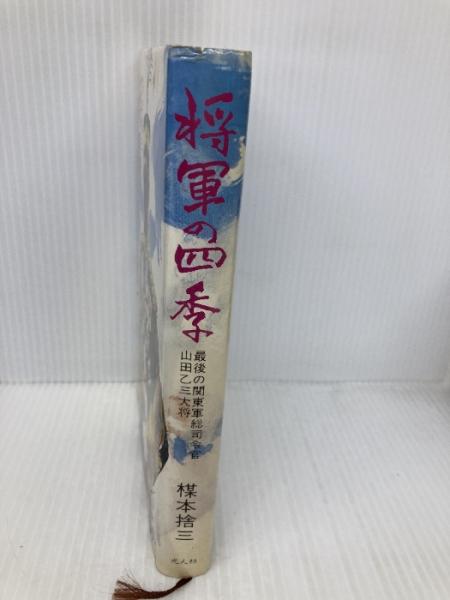 将軍の四季
最後の関東軍総司令官
山田乙三大将
楳本捨三
光人社